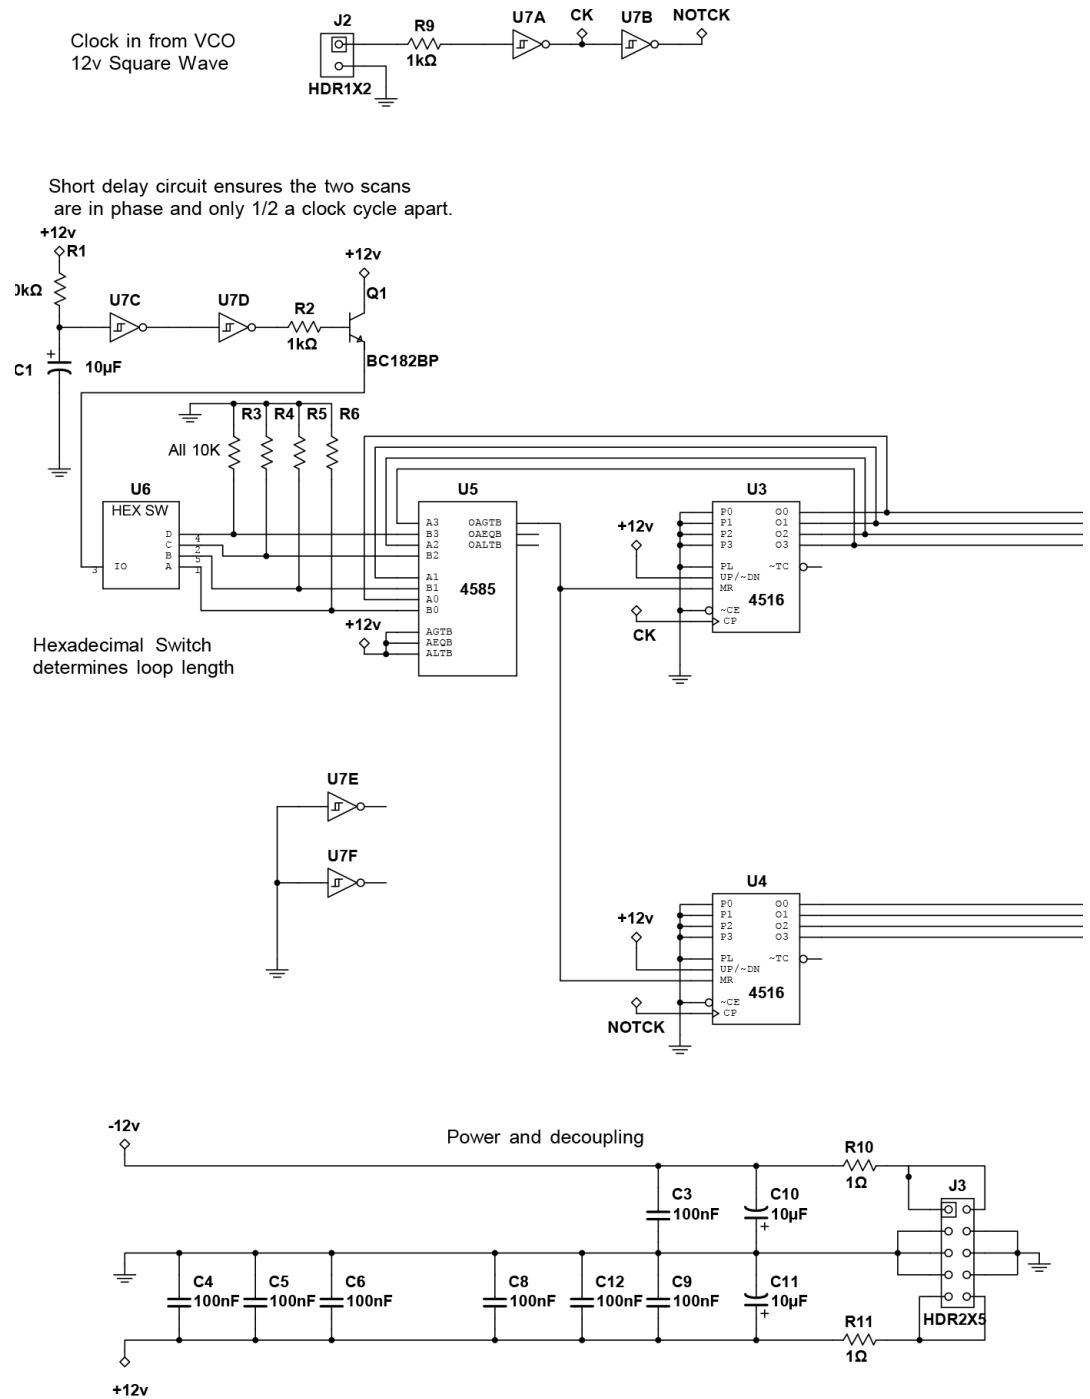 Clock in from VCO
12v Square Wave
J2
HDR1X2
R9
1kΩ
U7A
CK
U7B
NOTCK
Short delay circuit ensures the two scans
are in phase and only 1/2 a clock cycle apart.
+12v
R1
0kΩ
C1
+
10µF
U7C
U7D
R2
1kΩ
+12v
Q1
BC182BP
R3
R4
R5
R6
All 10K
U6
HEX SW
D
C
B
A
IO
4
2
5
1
3
Hexadecimal Switch
determines loop length
U5
A3
B3
A2
B2
A1
B1
A0
B0
AGTB
AEQB
ALTB
OAGTB
OAEQB
OALTB
4585
+12v
U3
+12v
CK
P0
P1
P2
P3
PL
UP/~DN
MR
~CE
CP
O0
O1
O2
O3
~TC
4516
U7E
U7F
U4
+12v
NOTCK
P0
P1
P2
P3
PL
UP/~DN
MR
~CE
CP
O0
O1
O2
O3
~TC
4516
Power and decoupling
-12v
R10
1Ω
J3
HDR2X5
C3
100nF
C10
10µF
+
C4
100nF
C5
100nF
C6
100nF
C8
100nF
C12
100nF
C9
100nF
C11
10µF
+
R11
1Ω
+12v